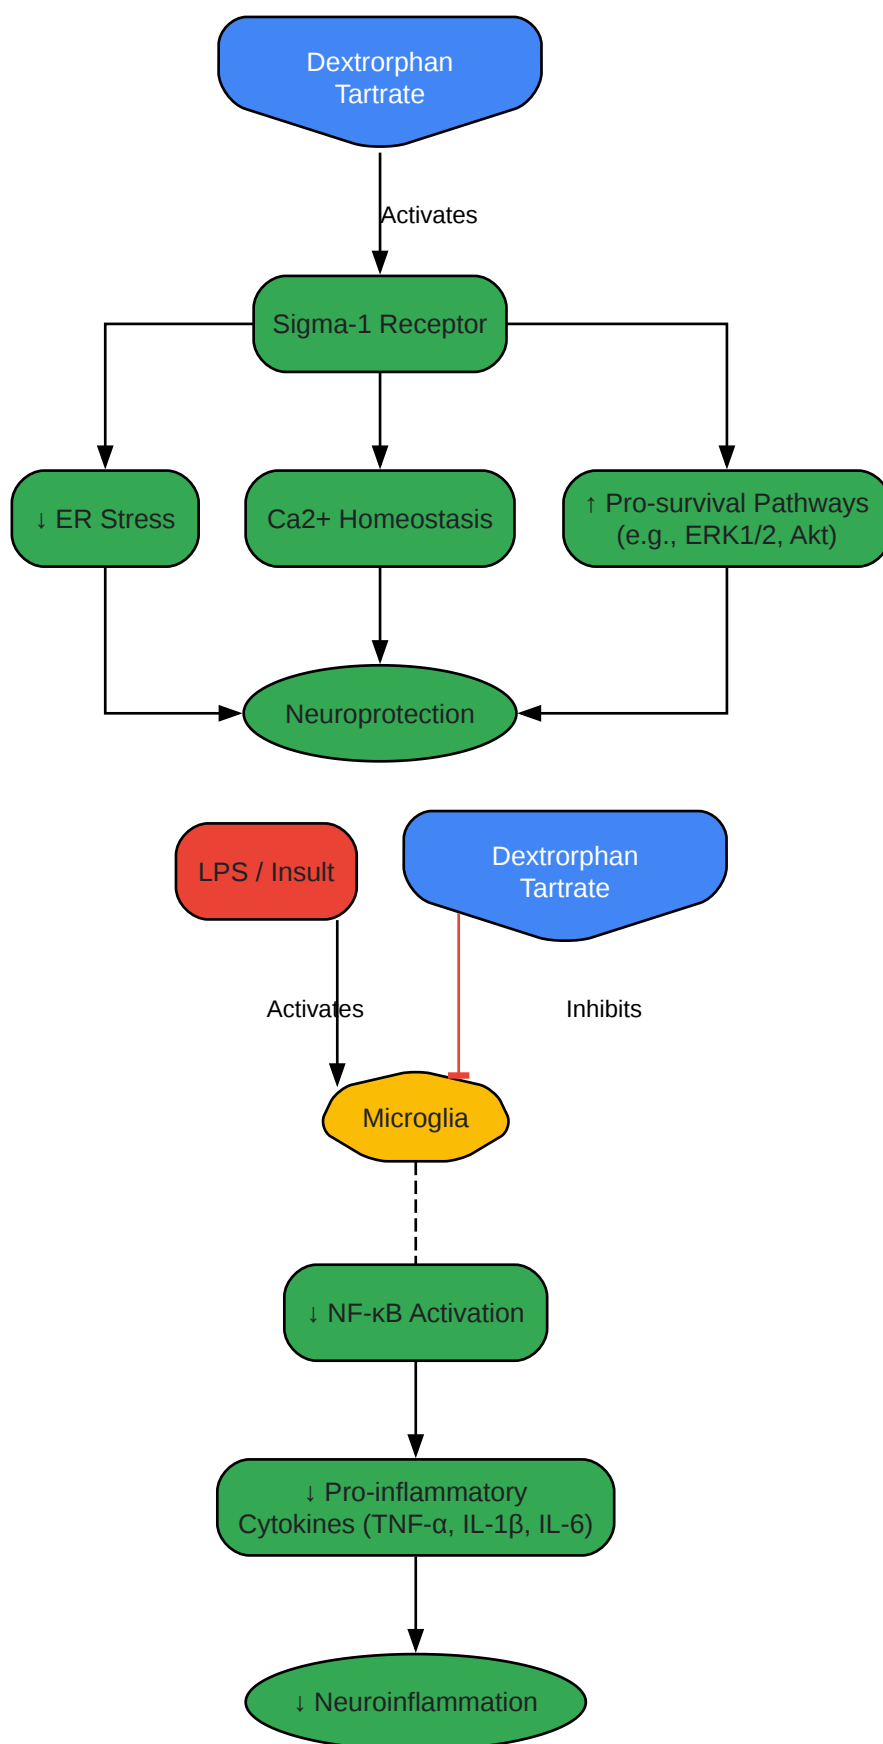 Dextrorphan
Tartrate
Activates
Sigma-1 Receptor
↓ ER Stress
Ca2+ Homeostasis
↑ Pro-survival Pathways
(e.g., ERK1/2, Akt)
Neuroprotection
LPS / Insult
Dextrorphan
Tartrate
Activates
Inhibits
Microglia
↓ NF-κB Activation
↓ Pro-inflammatory
Cytokines (TNF-α, IL-1β, IL-6)
↓ Neuroinflammation